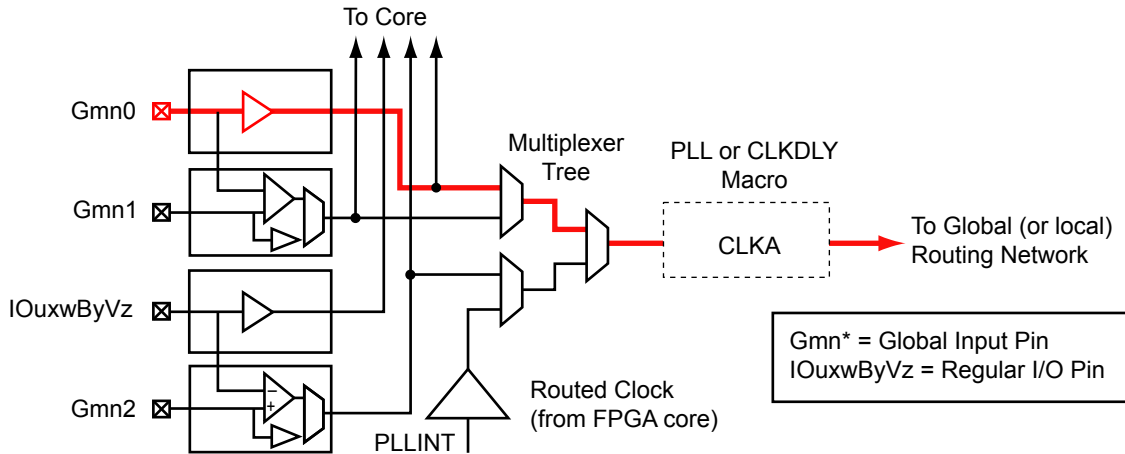 To Core
Gmn0
Multiplexer
Tree
PLL or CLKDLY
Macro
Gmn1
CLKA
To Global (or local)
Routing Network
IOuxwByVz
Gmn* = Global Input Pin
IOuxwByVz = Regular I/O Pin
−
+
Gmn2
Routed Clock
(from FPGA core)
PLLINT